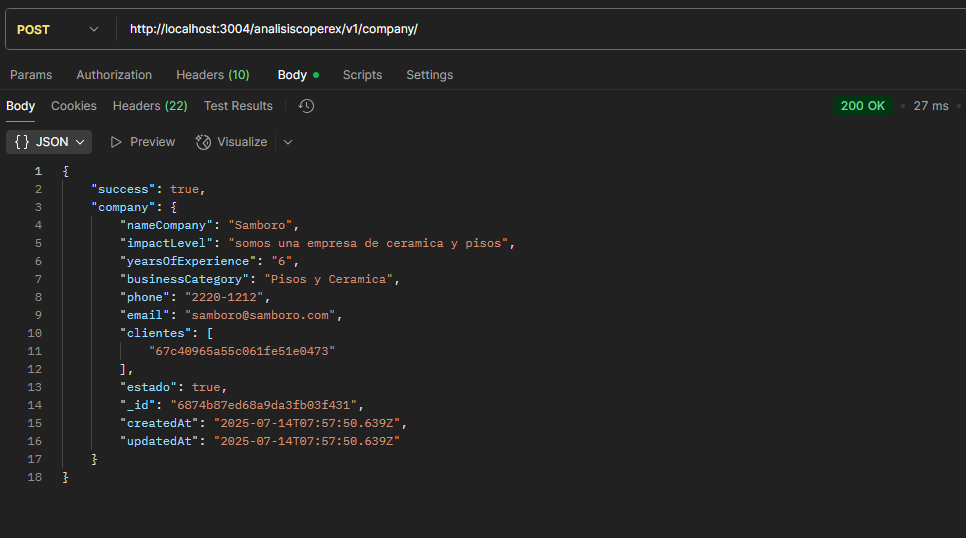 POST http://localhost:3004/analisiscoperex/v1/company/
Params Authorization Headers (10) Body Scripts Settings
Body Cookies Headers (22) Test Results 200 OK • 27 ms •
{} JSON Preview Visualize
1 {
2 "success": true,
3 "company": {
4 "nameCompany": "Samboro",
5 "impactLevel": "somos una empresa de ceramica y pisos",
6 "yearsOfExperience": "6",
7 "businessCategory": "Pisos y Ceramica",
8 "phone": "2220-1212",
9 "email": "samboro@samboro.com",
10 "clientes": [
11 "67c40965a55c061fe51e0473"
12 ],
13 "estado": true,
14 "_id": "6874b87ed68a9da3fb03f431",
15 "createdAt": "2025-07-14T07:57:50.639Z",
16 "updatedAt": "2025-07-14T07:57:50.639Z"
17 }
18 }